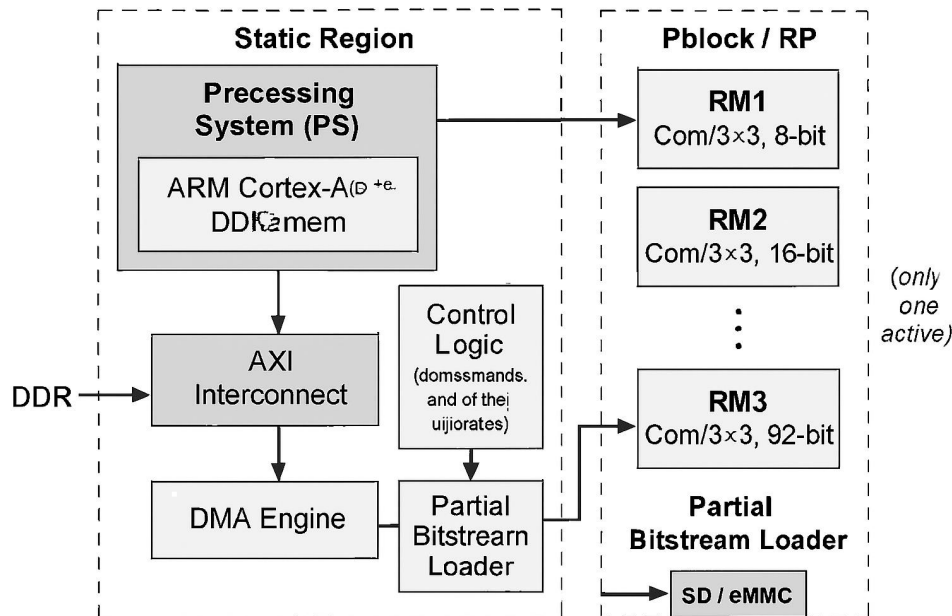 Static Region
Precessing
System (PS)
ARM Cortex-A
AXI
Interconnect
DDR
DMA Engine
Control
Logic
(domssmands.
and of the
uijiorates)
Partial
Bitstrearn
Loader
Pblock / RP
RM1
Com/3×3, 8-bit
RM2
Com/3×3, 16-bit
RM3
Com/3×3, 92-bit
(only
one
active)
Partial
Bitstream Loader
SD / eMMC